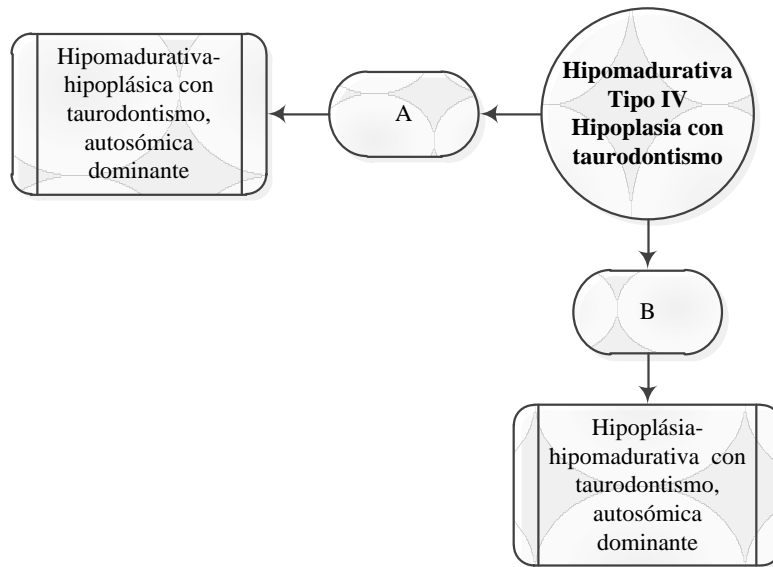 Hipomadurativa-
hipoplásica con
taurodontismo,
autosómica
dominante
A
Hipomadurativa
Tipo IV
Hipoplasia con
taurodontismo
B
Hipoplásia-
hipomadurativa con
taurodontismo,
autosómica
dominante